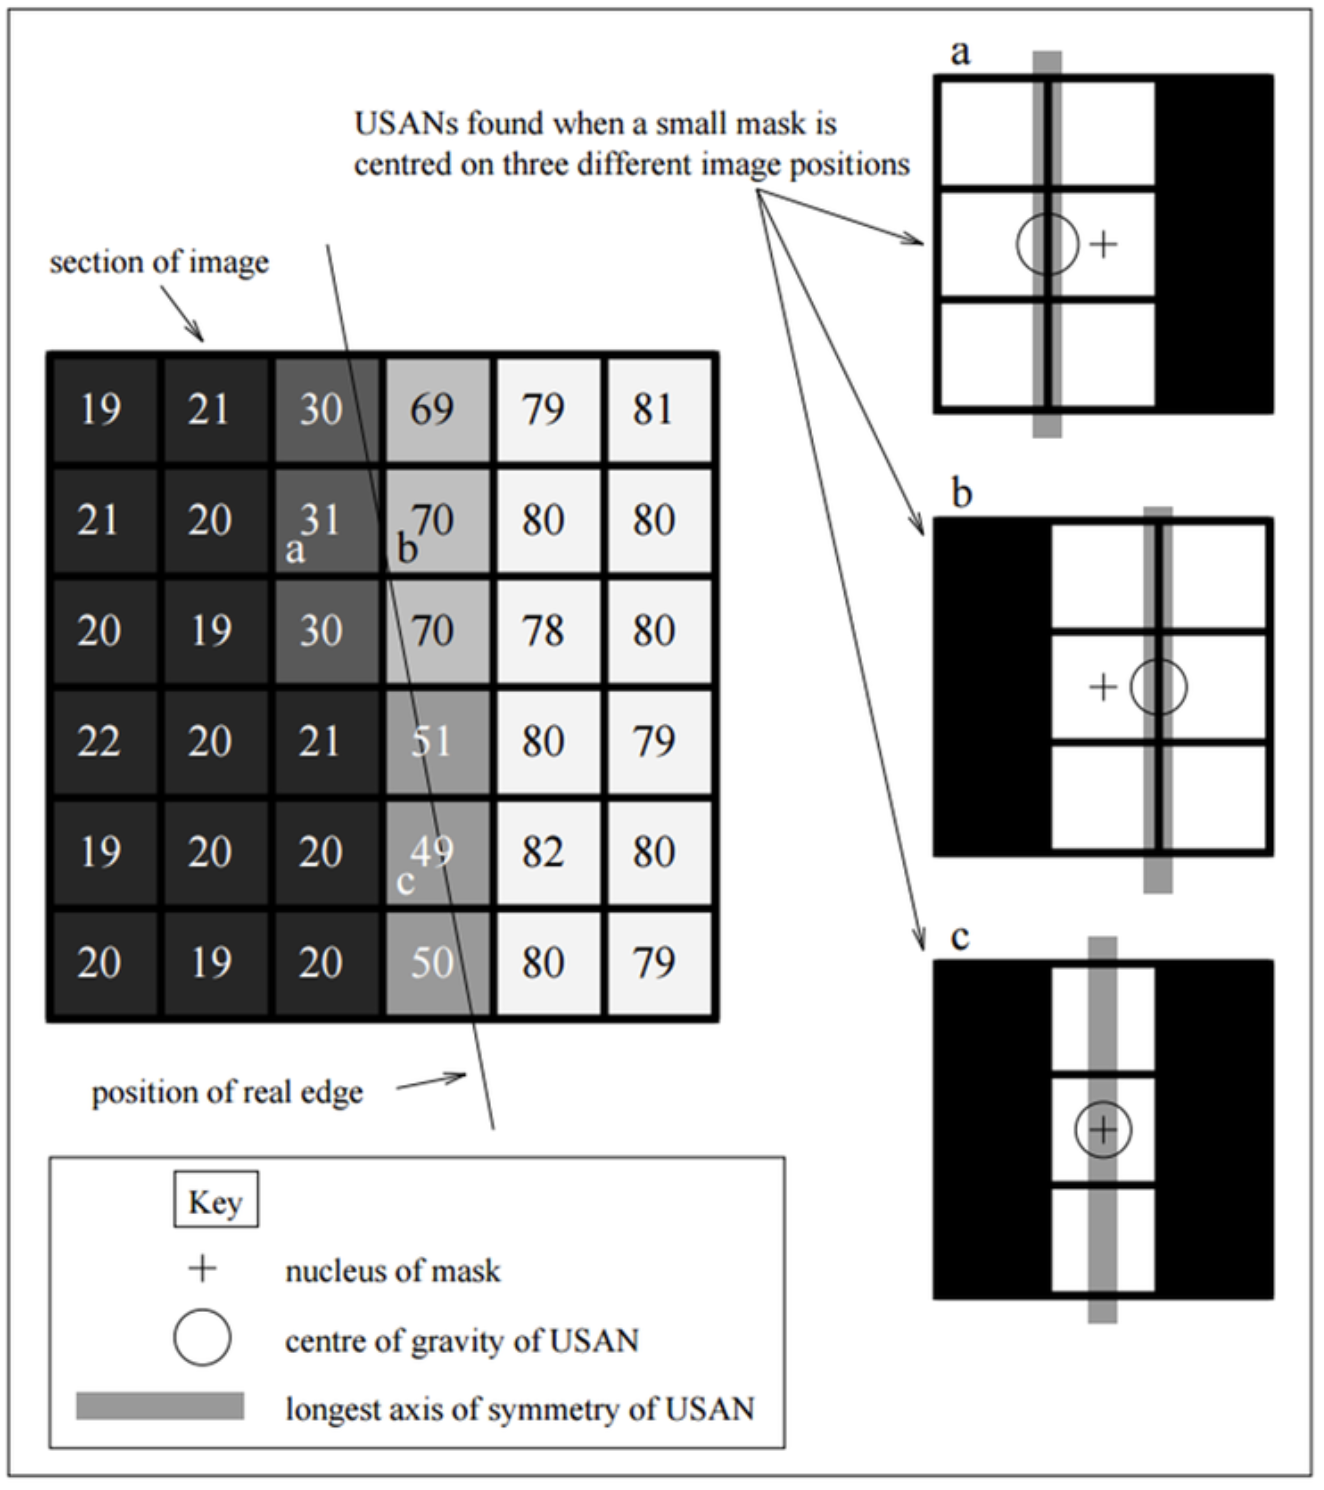 a
USANs found when a small mask is
centred on three different image positions
section of image
19 21 30 69 79 81
21 20 31 70 80 80
a b
20 19 30 70 78 80
22 20 21 51 80 79
19 20 20 49 82 80
c
20 19 20 50 80 79
b
c
position of real edge
Key
nucleus of mask
centre of gravity of USAN
longest axis of symmetry of USAN